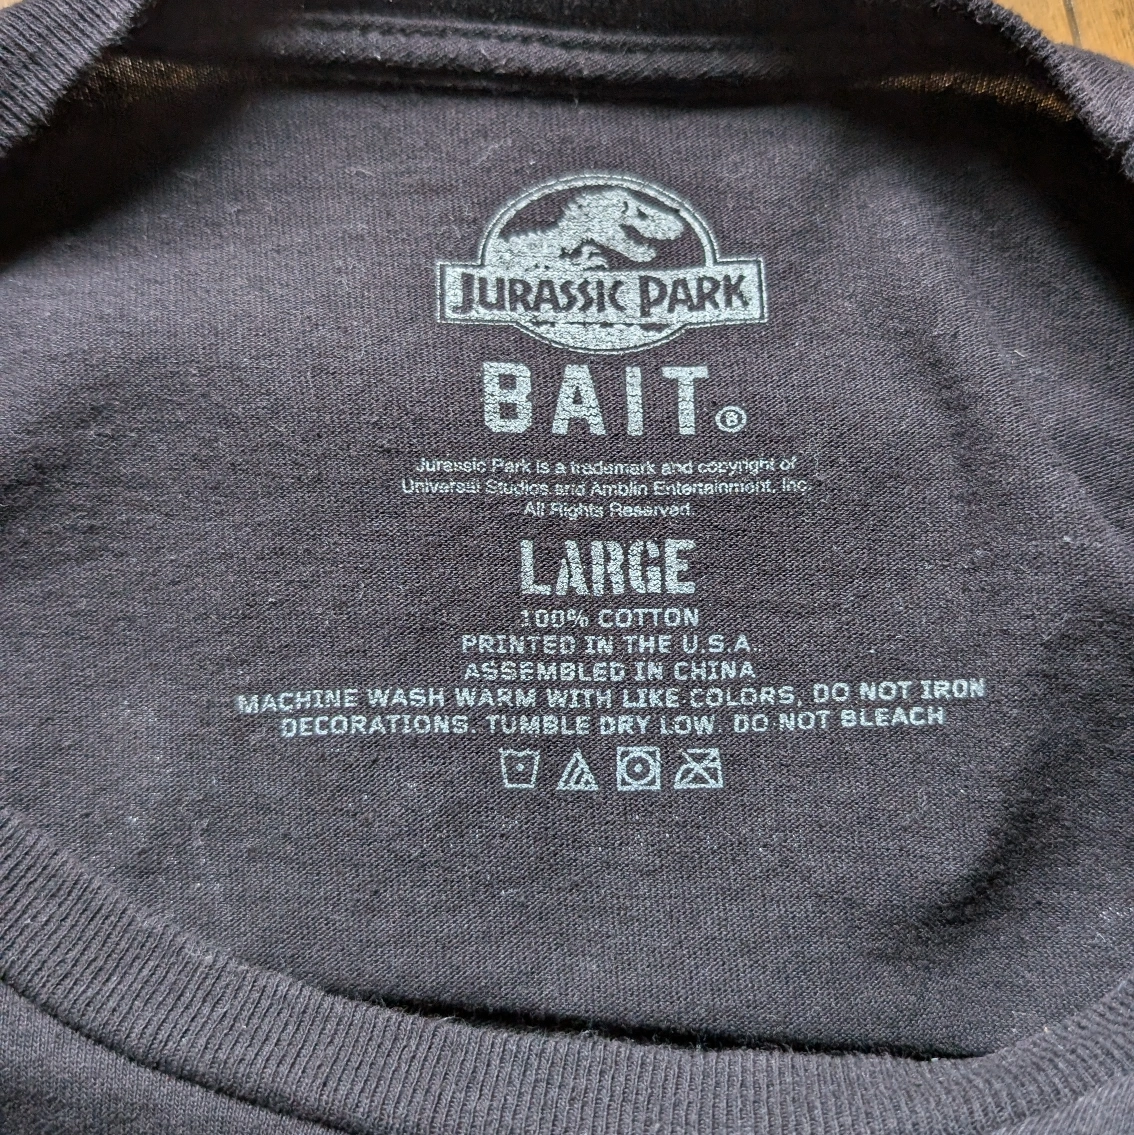 JURASSIC PARK
BAIT®
Jurassic Park is a trademark and copyright of
Universal Studios and Amblin Entertainment, Inc.
All Rights Reserved.
LARGE
100% COTTON
PRINTED IN THE U.S.A.
ASSEMBLED IN CHINA
MACHINE WASH WARM WITH LIKE COLORS, DO NOT IRON
DECORATIONS. TUMBLE DRY LOW. DO NOT BLEACH